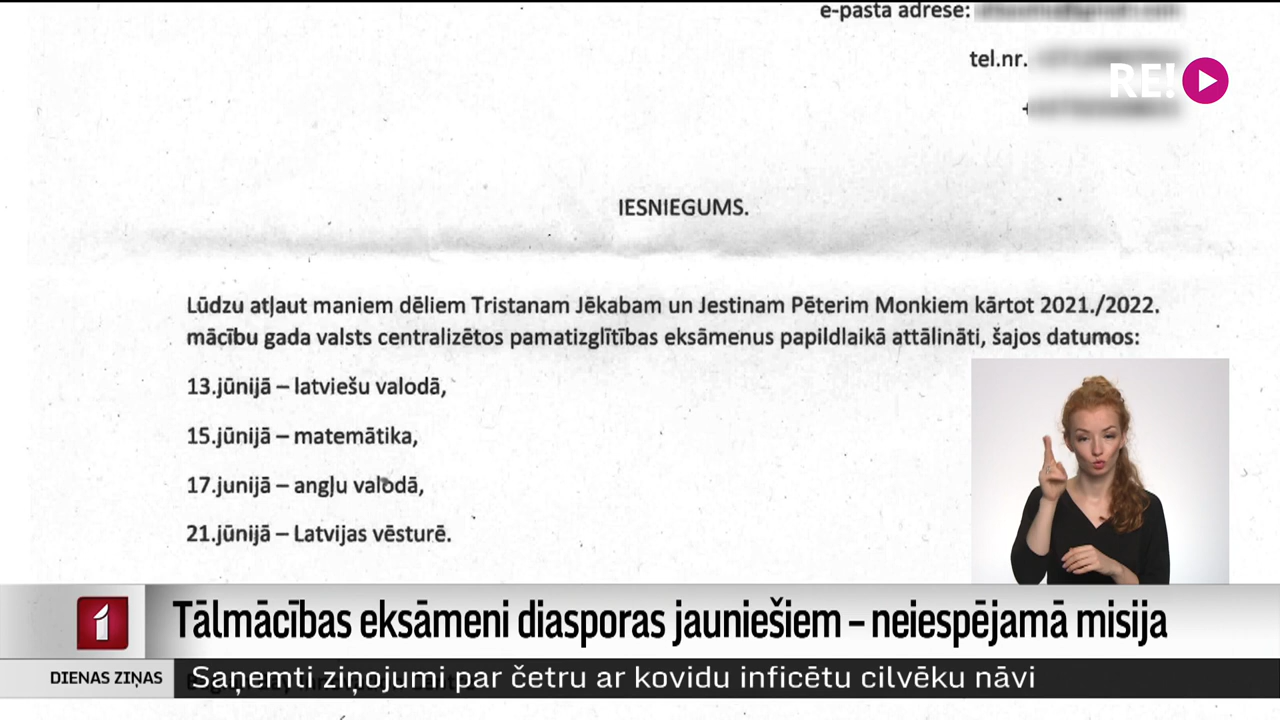 e-pasta adrese:
tel.nr.
RE!
IESNIEGUMS.
Lūdzu atļaut maniem dēliem Tristanam Jēkabam un Jestinam Pēterim Monkiem kārtot 2021./2022.
mācību gada valsts centralizētos pamatizglītības eksāmenus papildlaikā attālināti, šajos datumos:
13.jūnijā – latviešu valodā,
15.jūnijā – matemātika,
17.junijā – angļu valodā,
21.jūnijā – Latvijas vēsturē.
1
Tālmācības eksāmeni diasporas jauniešiem – neiespējamā misija
DIENAS ZIŅAS
Saņemti ziņojumi par četru ar kovidu inficētu cilvēku nāvi